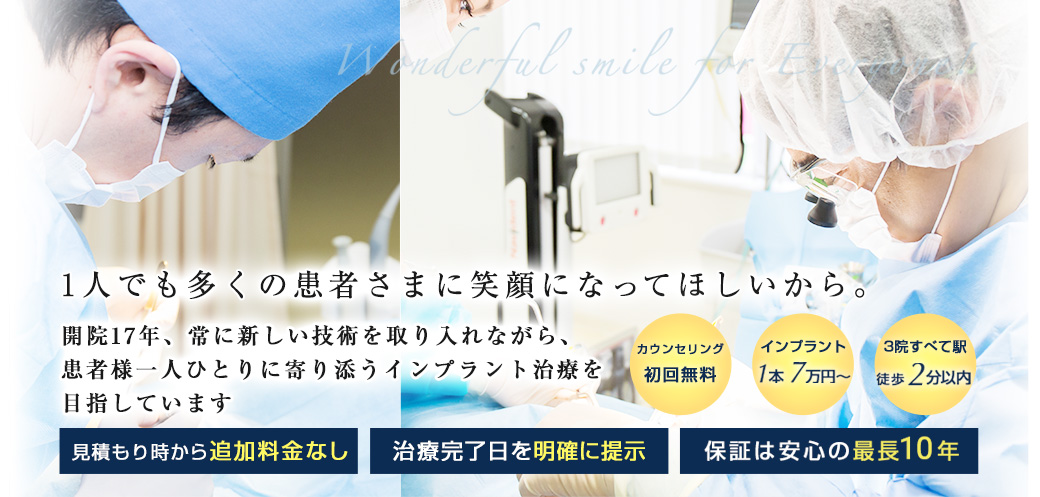 Wonderful smile for Everyone
1人でも多くの患者さまに笑顔になってほしいから。
開院17年、常に新しい技術を取り入れながら、
患者様一人ひとりに寄り添うインプラント治療を
目指しています
カウンセリング
初回無料
インプラント
1本7万円～
3院すべて駅
徒歩2分以内
見積もり時から追加料金なし
治療完了日を明確に提示
保証は安心の最長10年